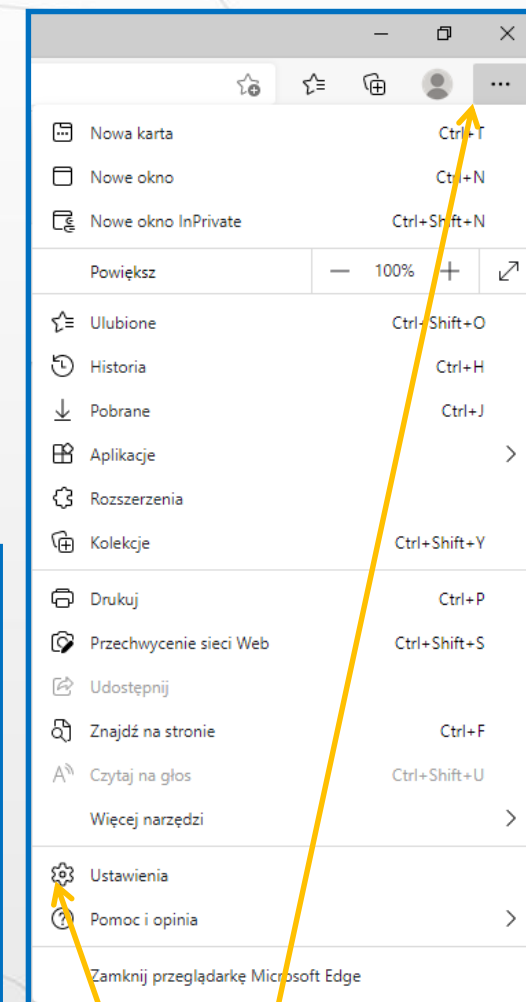 Nowa karta Ctrl+T
Nowe okno Ctrl+N
Nowe okno InPrivate Ctrl+Shift+N
Powiększ — 100% +
Ulubione Ctrl+Shift+O
Historia Ctrl+H
Pobrane Ctrl+J
Aplikacje
Rozszerzenia
Kolekcje Ctrl+Shift+Y
Drukuj Ctrl+P
Przechwycenie sieci Web Ctrl+Shift+S
Udostępnij
Znajdź na stronie Ctrl+F
Czytaj na głos Ctrl+Shift+U
Więcej narzędzi
Ustawienia
Pomoc i opinia
Zamknij przeglądarkę Microsoft Edge